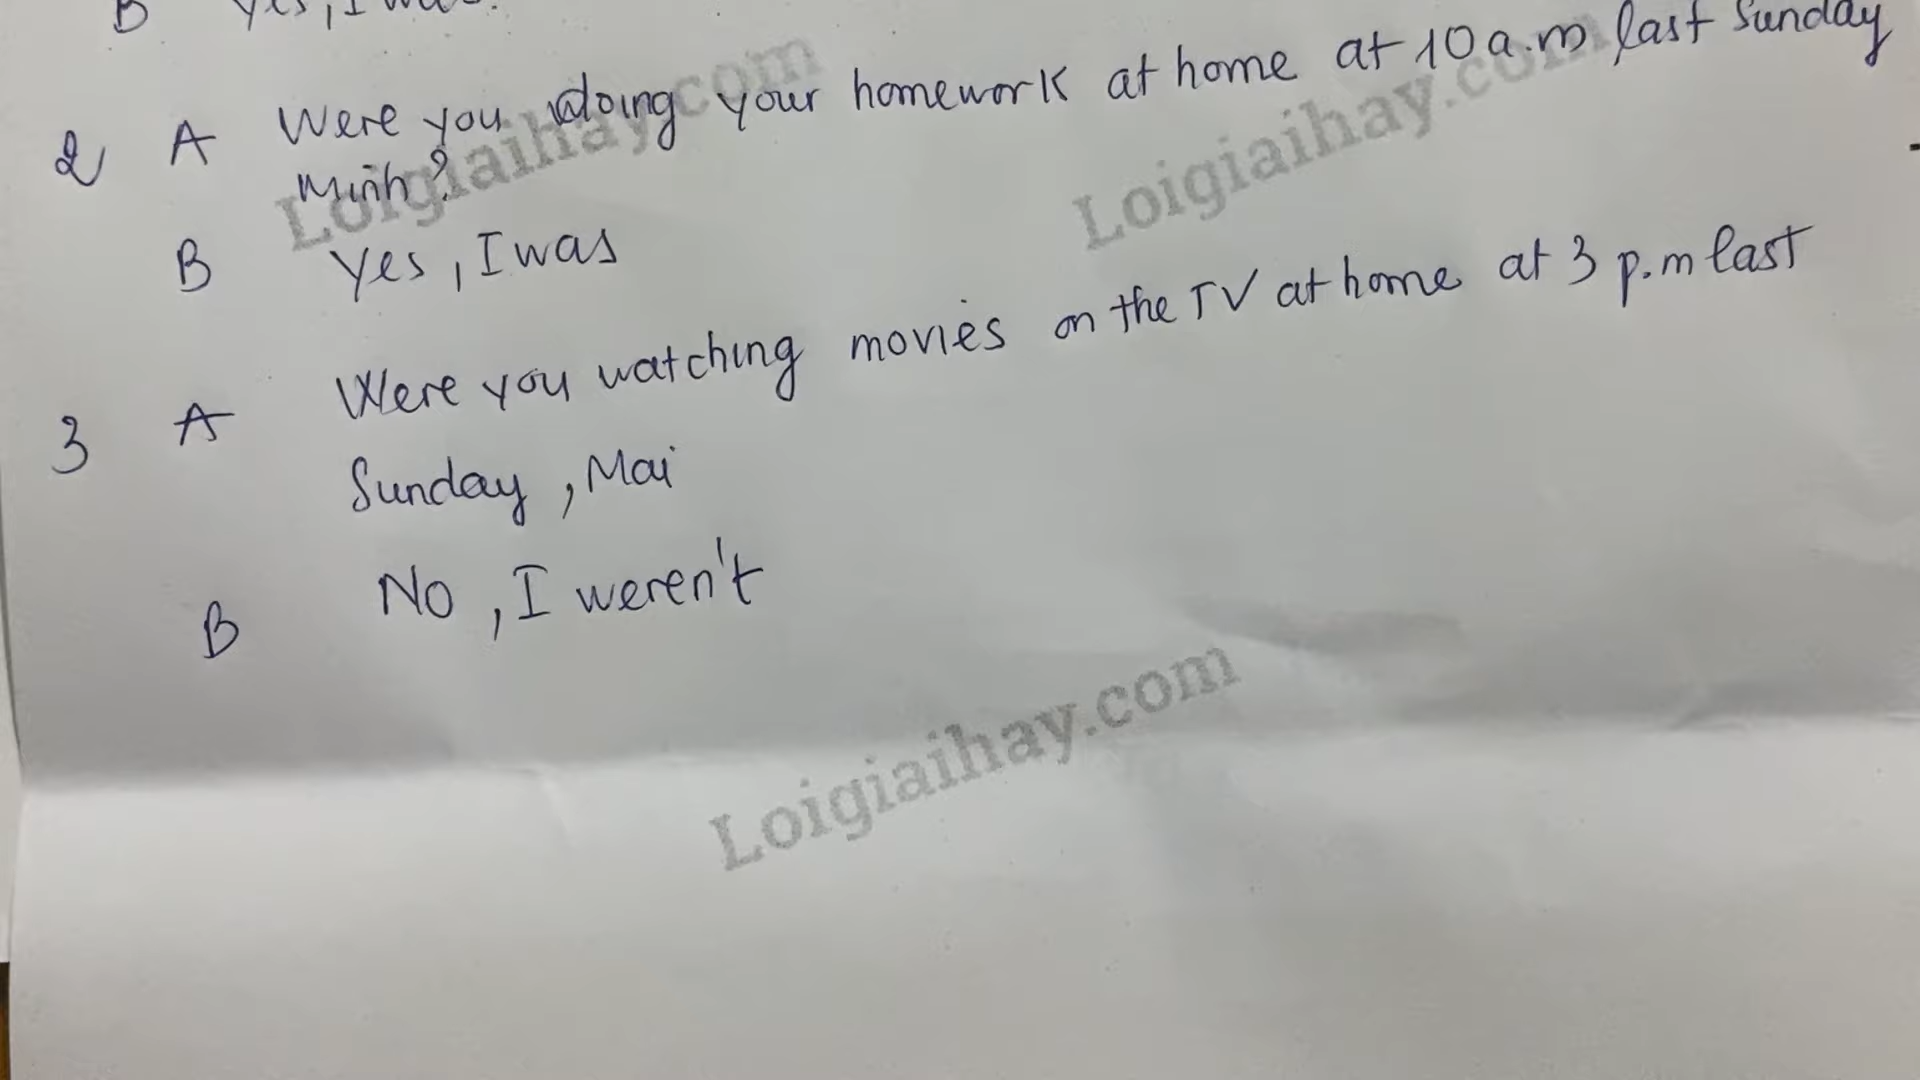 B Yes, I was.
2 A Were you doing your homework at home at 10 a.m last Sunday
Minh?
B Yes, I was
3 A Were you watching movies on the TV at home at 3 p.m last
Sunday, Mai
B No, I weren't
Loigiaihay.com
Loigiaihay.com
Loigiaihay.com